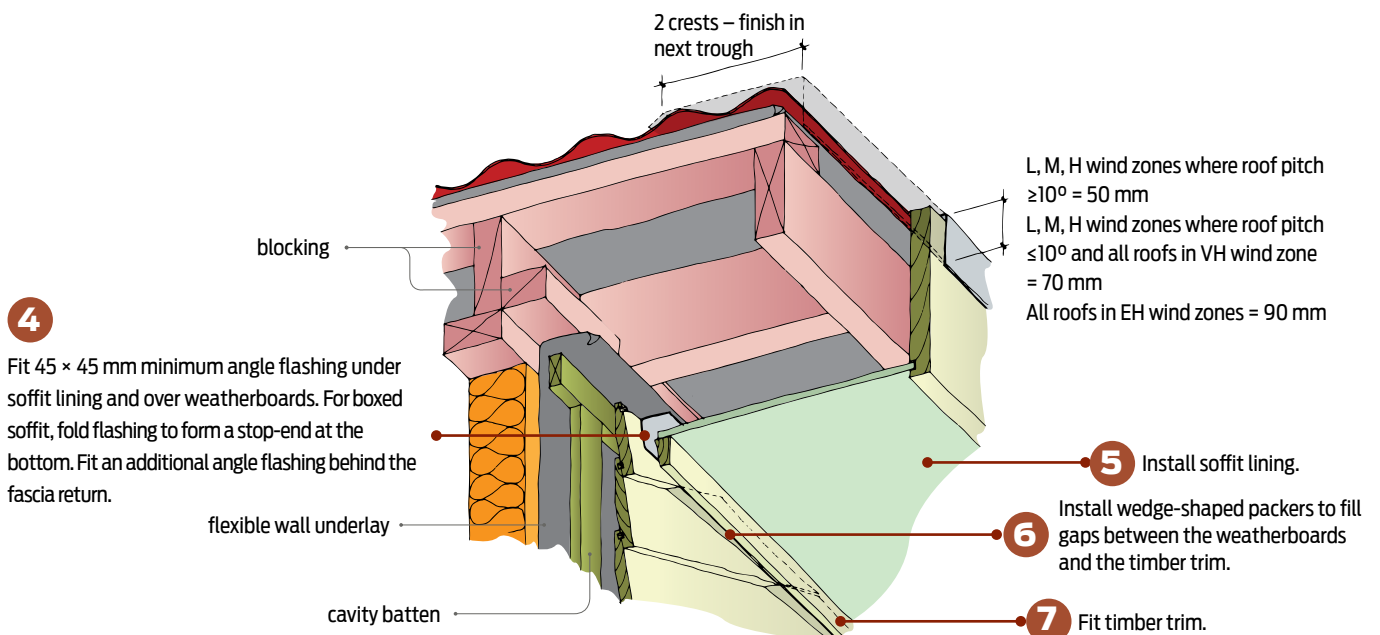 2 crests – finish in
next trough
L, M, H wind zones where roof pitch
≥10º = 50 mm
L, M, H wind zones where roof pitch
≤10º and all roofs in VH wind zone
= 70 mm
All roofs in EH wind zones = 90 mm
blocking
4
Fit 45 × 45 mm minimum angle flashing under
soffit lining and over weatherboards. For boxed
soffit, fold flashing to form a stop-end at the
bottom. Fit an additional angle flashing behind the
fascia return.
flexible wall underlay
cavity batten
5 Install soffit lining.
6 Install wedge-shaped packers to fill
gaps between the weatherboards
and the timber trim.
7 Fit timber trim.